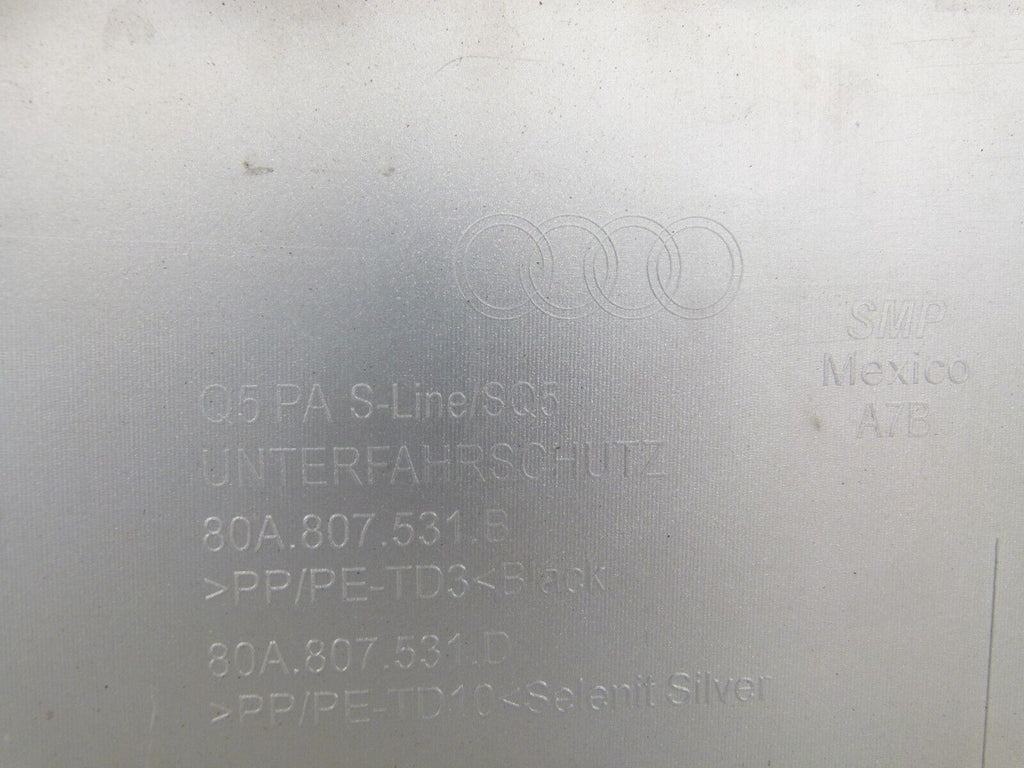 SMP
Mexico
A7B
Q5 PA S-Line/SQ5
UNTERFAHRSCHUTZ
80A.807.531.B
>PP/PE-TD3<Black
80A.807.531.D
>PP/PE-TD10<Selenit Silver